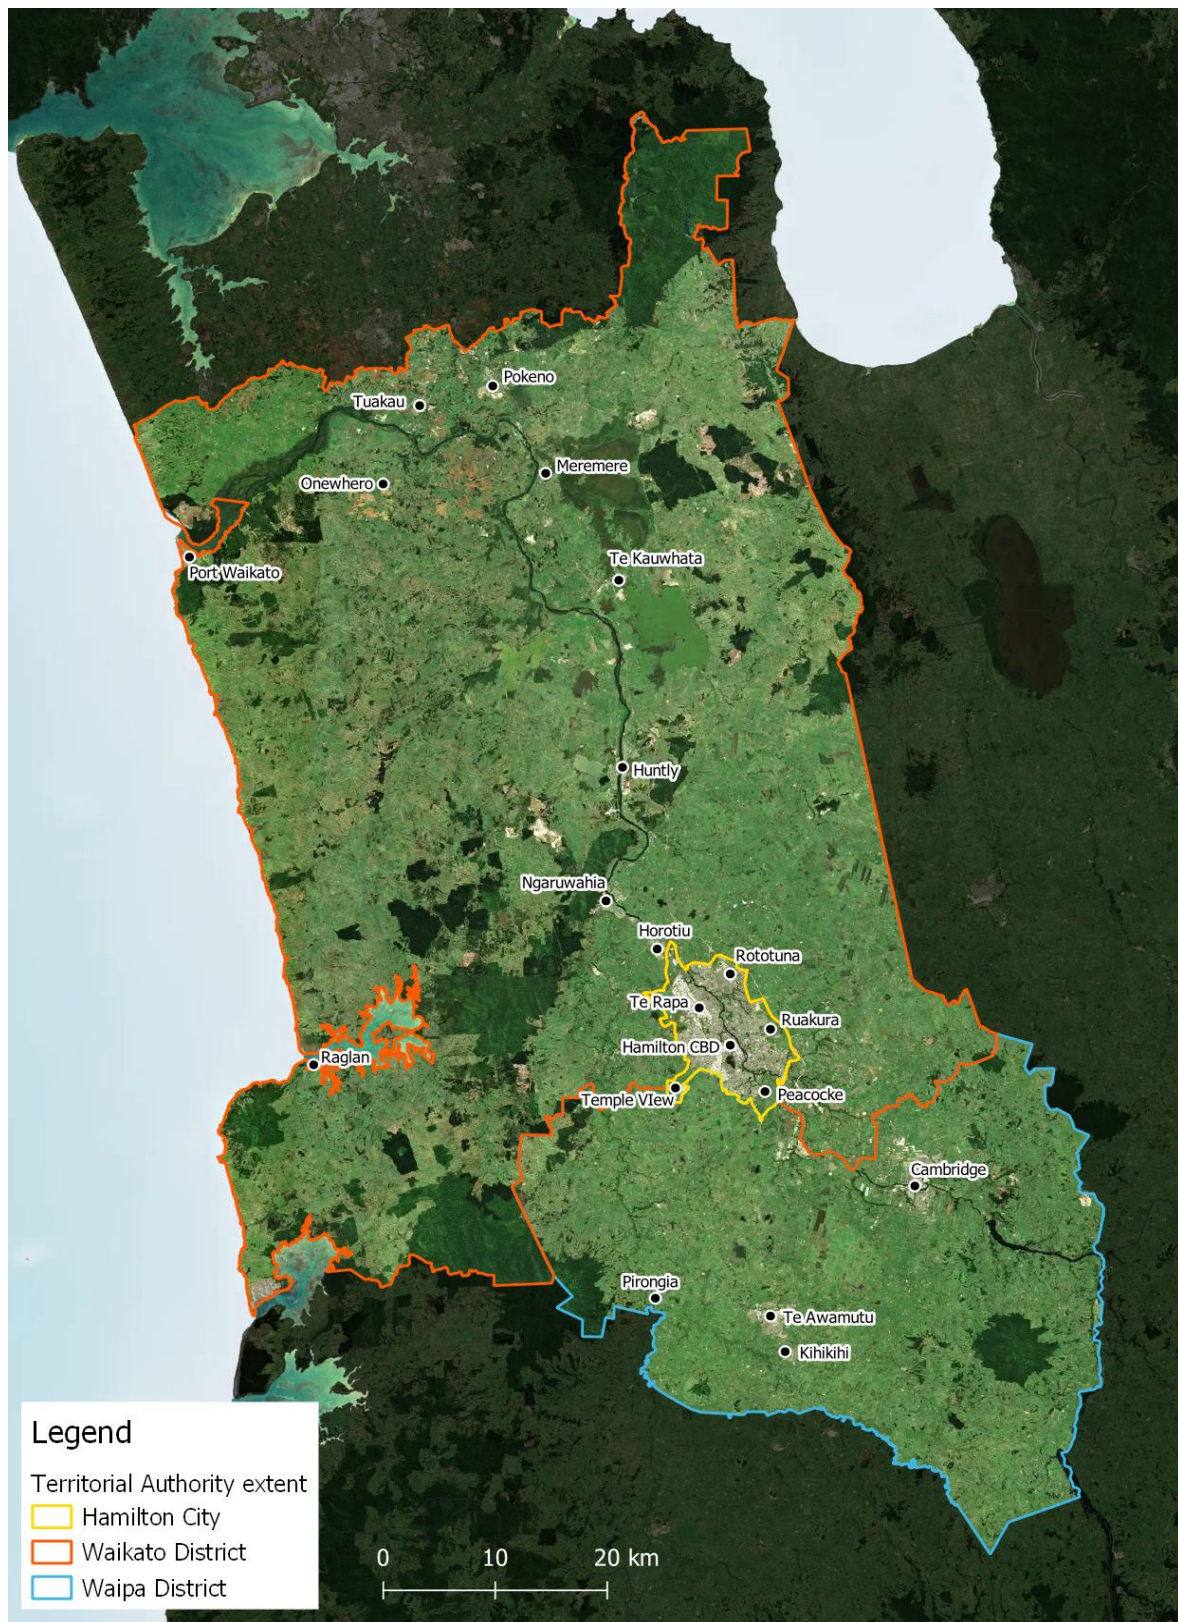 Pokeno
Tuakau
Meremere
Onewhero
Te Kauwhata
Port Waikato
Huntly
Ngaruwahia
Horotiu
Rototuna
Te Rapa
Ruakura
Hamilton CBD
Raglan
Temple VIew
Peacocke
Cambridge
Pirongia
Te Awamutu
Kihikihi
Legend
Territorial Authority extent
Hamilton City
Waikato District
Waipa District
0 10 20 km